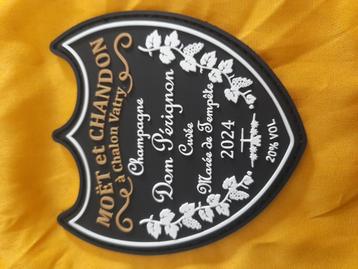 MOËT et CHANDON
à Chalon Vatry
Champagne
Dom Pérignon
Cuvée
Marée de Tempête
2024
20% VOL